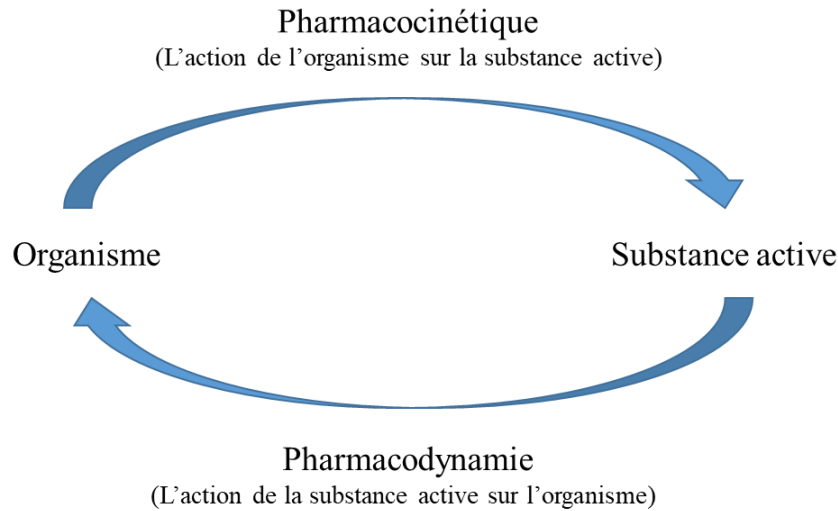 Pharmacocinétique
(L’action de l’organisme sur la substance active)
Organisme
Substance active
Pharmacodynamie
(L’action de la substance active sur l’organisme)